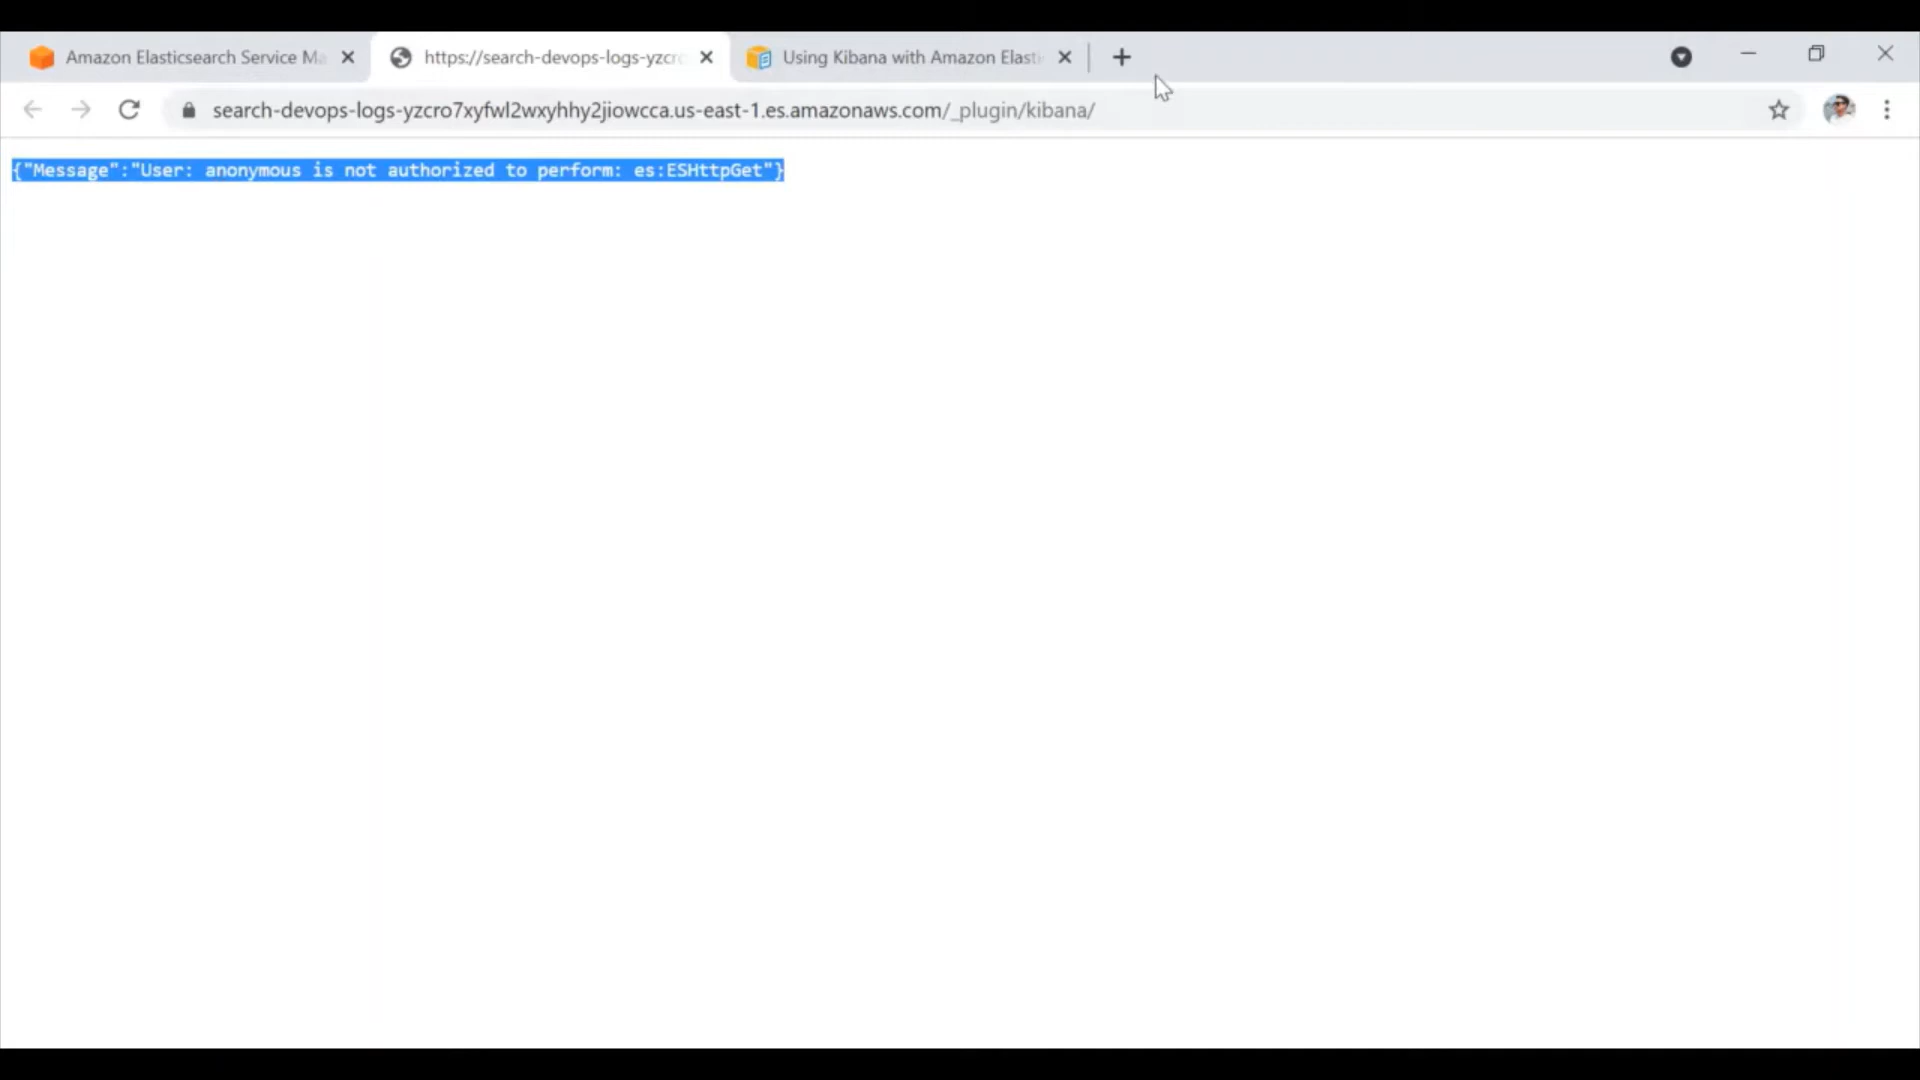 Amazon Elasticsearch Service Ma
https://search-devops-logs-yzcro
Using Kibana with Amazon Elasti
search-devops-logs-yzcro7xyfwl2wxyhhy2jiowcca.us-east-1.es.amazonaws.com/_plugin/kibana/
{"Message":"User: anonymous is not authorized to perform: es:ESHttpGet"}